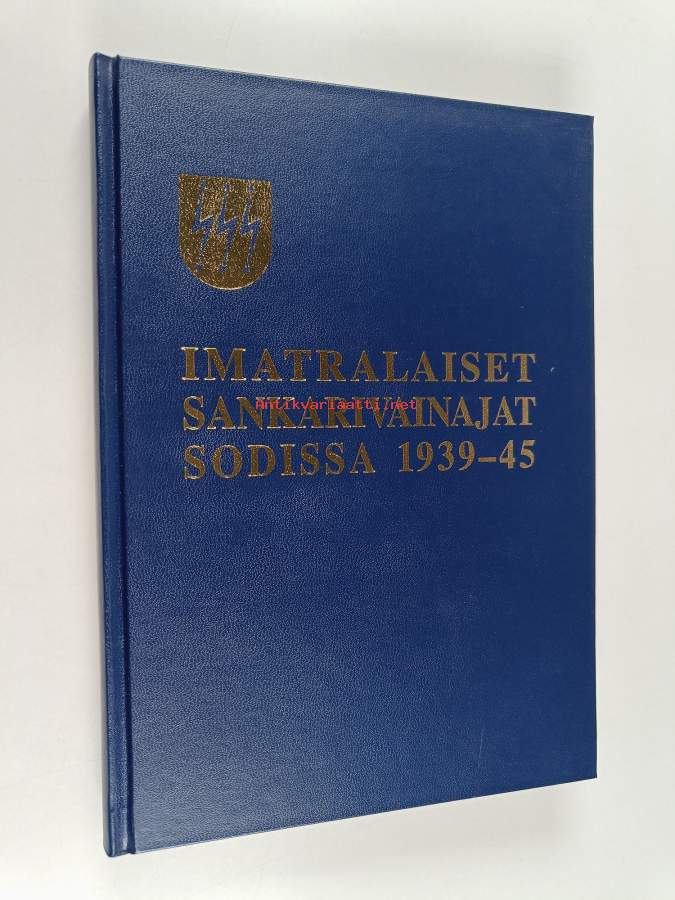 IMATRALAISET
SANKARIVAINAJAT
Antikvariaatti.net
SODISSA 1939–45